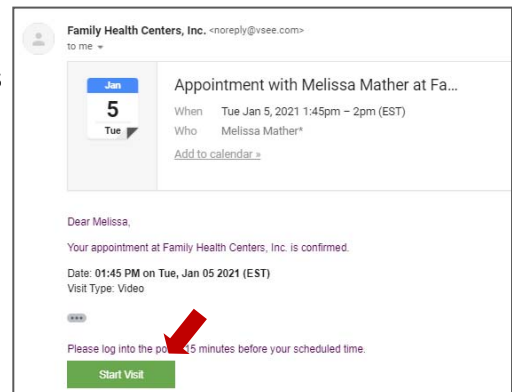 Family Health Centers, Inc. <noreply@vsee.com>
to me
s
Jan
5
Tue
Appointment with Melissa Mather at Fa...
When Tue Jan 5, 2021 1:45pm – 2pm (EST)
Who Melissa Mather*
Add to calendar »
Dear Melissa,
Your appointment at Family Health Centers, Inc. is confirmed.
Date: 01:45 PM on Tue, Jan 05 2021 (EST)
Visit Type: Video
Please log into the 15 minutes before your scheduled time.
Start Visit